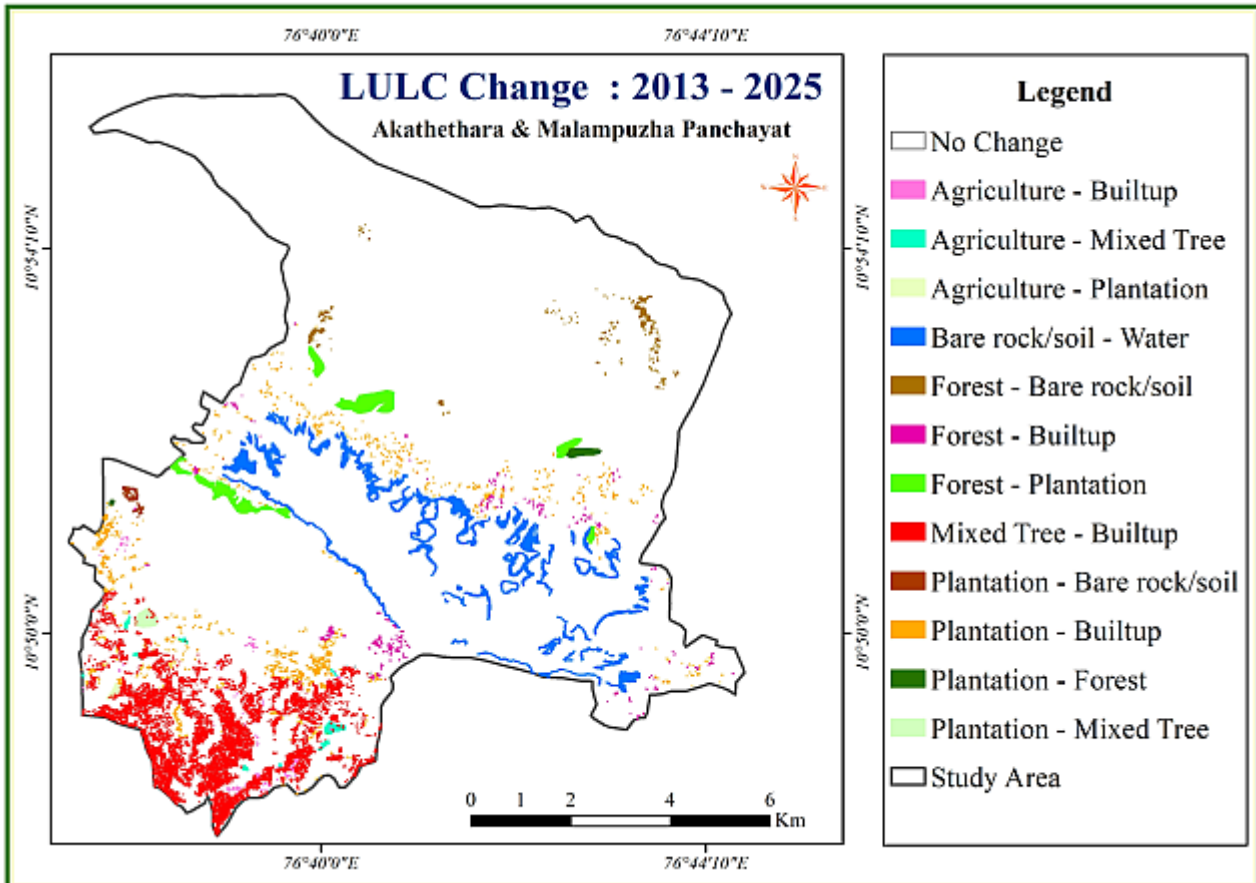 76°40'0"E 76°44'10"E
LULC Change : 2013 - 2025
Akathethara & Malampuzha Panchayat
10°54'10"N 10°54'10"N
10°50'0"N 10°50'0"N
0 1 2 4 6
Km
76°40'0"E 76°44'10"E
Legend
No Change
Agriculture - Builtup
Agriculture - Mixed Tree
Agriculture - Plantation
Bare rock/soil - Water
Forest - Bare rock/soil
Forest - Builtup
Forest - Plantation
Mixed Tree - Builtup
Plantation - Bare rock/soil
Plantation - Builtup
Plantation - Forest
Plantation - Mixed Tree
Study Area